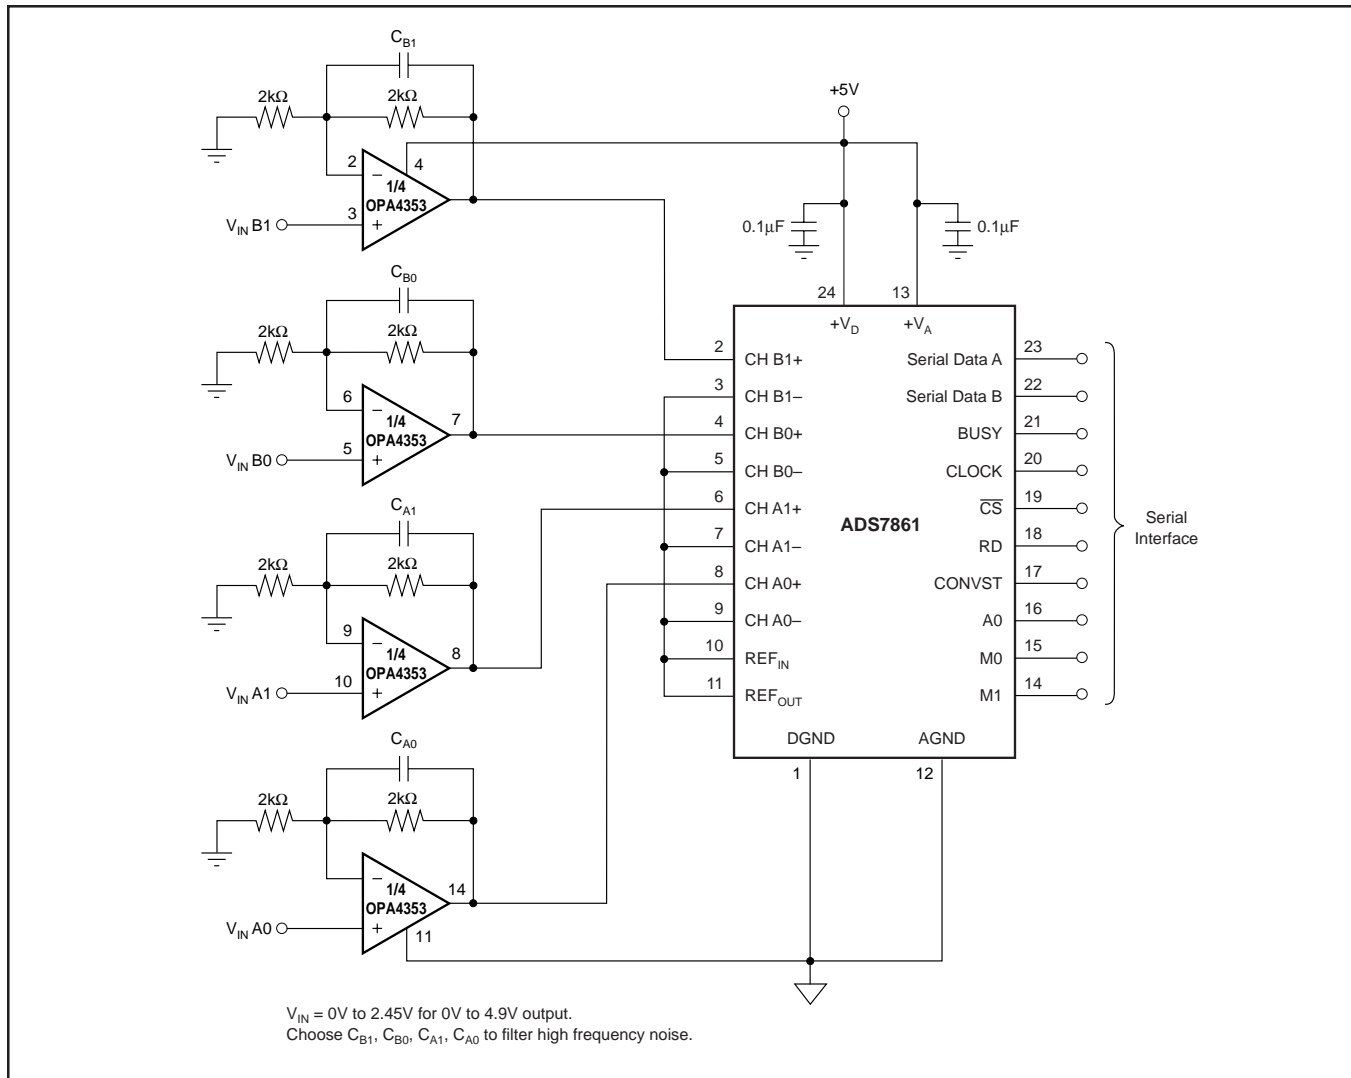 C_B1
2kΩ
2kΩ
2
4
–
1/4
OPA4353
3
+
V_IN B1
C_B0
2kΩ
2kΩ
6
–
1/4
OPA4353
7
5
+
V_IN B0
C_A1
2kΩ
2kΩ
9
–
1/4
OPA4353
8
10
+
V_IN A1
C_A0
2kΩ
2kΩ
–
1/4
OPA4353
14
+
11
V_IN A0
+5V
0.1µF
0.1µF
24
13
+V_D
+V_A
2
CH B1+
3
CH B1–
4
CH B0+
5
CH B0–
6
CH A1+
7
CH A1–
8
CH A0+
9
CH A0–
10
REF_IN
11
REF_OUT
ADS7861
Serial Data A
23
Serial Data B
22
BUSY
21
CLOCK
20
C̅S̅
19
RD
18
CONVST
17
A0
16
M0
15
M1
14
Serial
Interface
DGND
AGND
1
12
V_IN = 0V to 2.45V for 0V to 4.9V output.
Choose C_B1, C_B0, C_A1, C_A0 to filter high frequency noise.